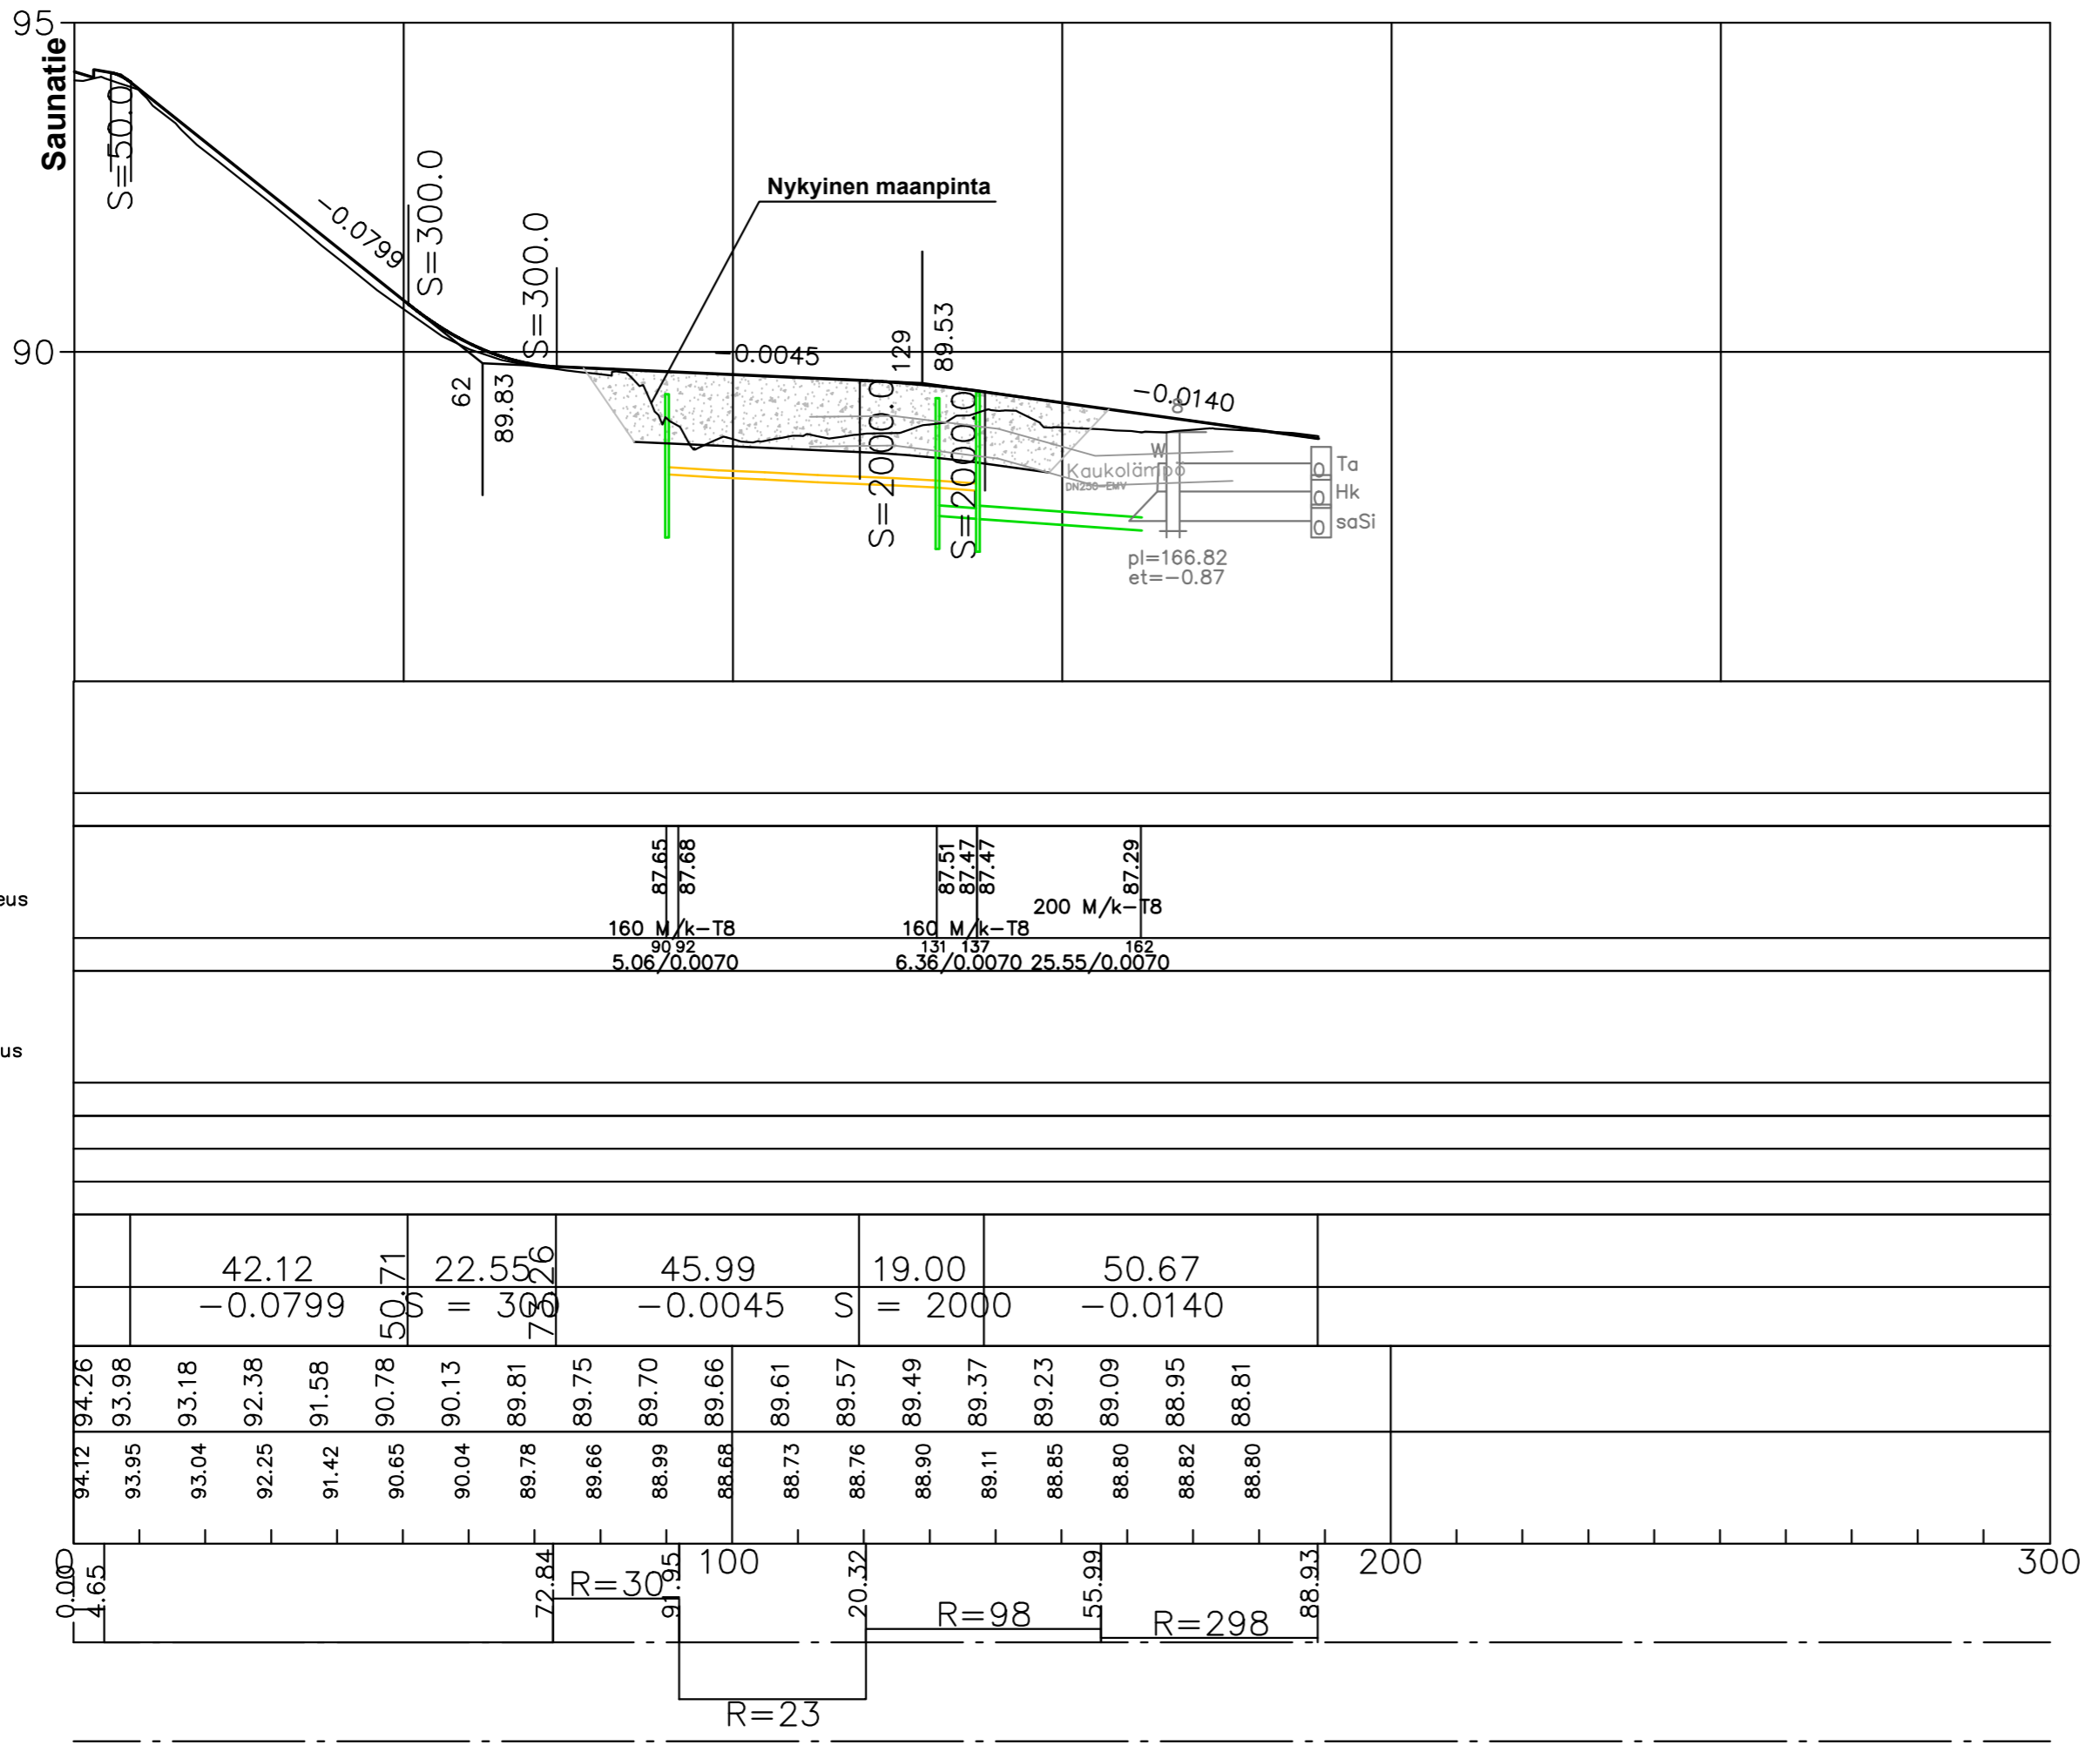 95
Saunatie
S=50.0
-0.0799
S=300.0
S=300.0
Nykyinen maanpinta
90
-0.0045
129
89.53
62
89.83
S=2000.0
S=2000.0
-0.0140
8
W
Kaukolämpö
DN250-EMV
0 Ta
0 Hk
0 saSi
pl=166.82
et=-0.87
87.65 87.68 87.51 87.47 87.47 87.29
eus
200 M/k-T8
160 M/k-T8 160 M/k-T8
90 92 131 137 162
5.06/0.0070 6.36/0.0070 25.55/0.0070
us
42.12 50.71 22.55 73.26 45.99 19.00 50.67
-0.0799 S = 300 -0.0045 S = 2000 -0.0140
94.26 93.98 93.18 92.38 91.58 90.78 90.13 89.81 89.75 89.70 89.66 89.61 89.57 89.49 89.37 89.23 89.09 88.95 88.81
94.12 93.95 93.04 92.25 91.42 90.65 90.04 89.78 89.66 88.99 88.68 88.73 88.76 88.90 89.11 88.85 88.80 88.82 88.80
0 100 200 300
0.00 4.65 72.84 91.95 20.32 55.99 88.93
R=30
R=98
R=298
R=23